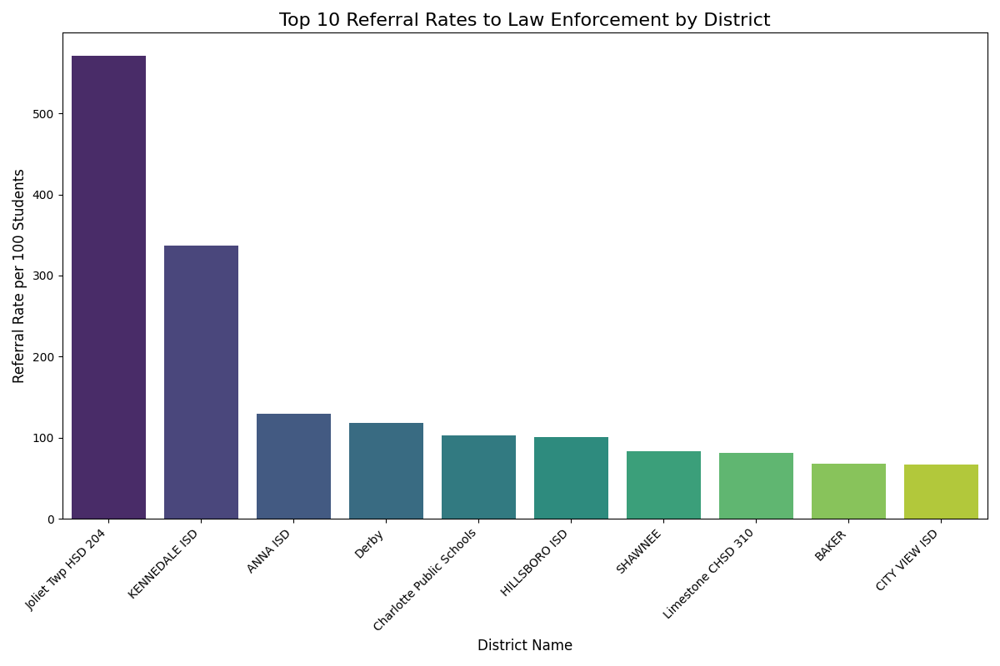 Top 10 Referral Rates to Law Enforcement by District
Referral Rate per 100 Students
500
400
300
200
100
0
Joliet Twp HSD 204
KENNEDALE ISD
ANNA ISD
Derby
Charlotte Public Schools
HILLSBORO ISD
SHAWNEE
Limestone CHSD 310
BAKER
CITY VIEW ISD
District Name